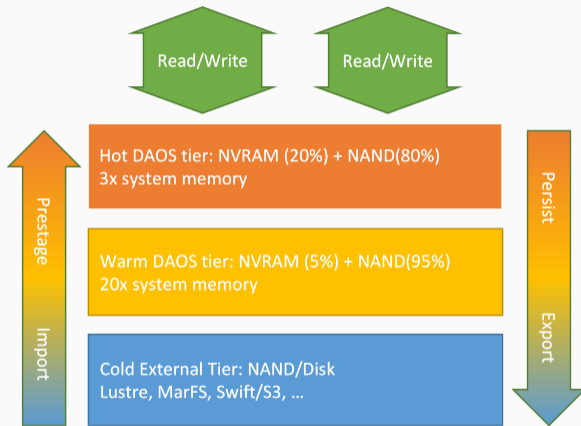 Read/Write
Read/Write
Hot DAOS tier: NVRAM (20%) + NAND(80%)
3x system memory
Warm DAOS tier: NVRAM (5%) + NAND(95%)
20x system memory
Cold External Tier: NAND/Disk
Lustre, MarFS, Swift/S3, ...
Prestage
Import
Persist
Export